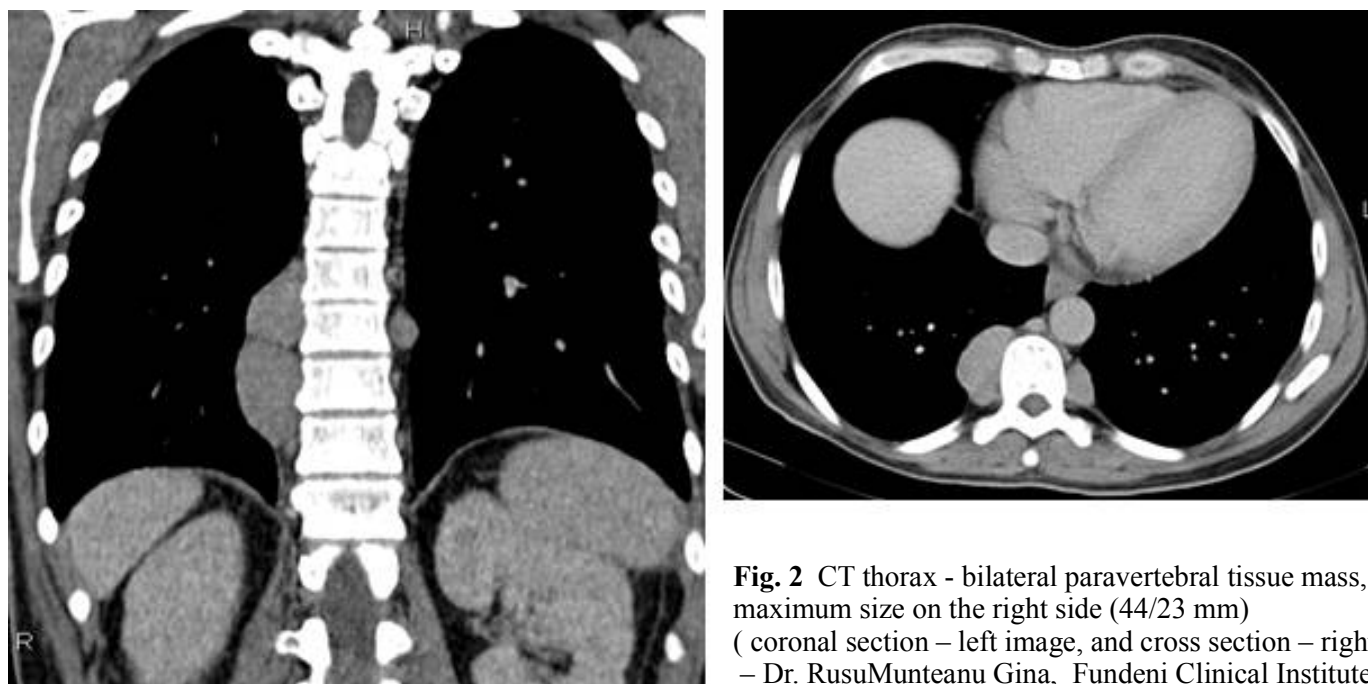 H
R
L
Fig. 2 CT thorax - bilateral paravertebral tissue mass,
maximum size on the right side (44/23 mm)
( coronal section – left image, and cross section – righ
– Dr. RusuMunteanu Gina, Fundeni Clinical Institute